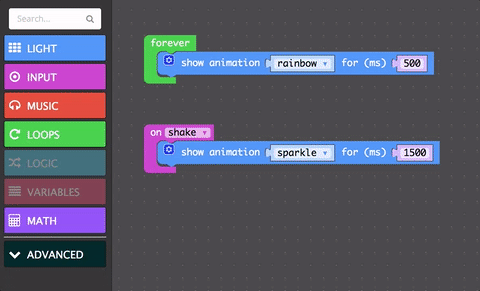 Search...
LIGHT
INPUT
MUSIC
LOOPS
LOGIC
VARIABLES
MATH
ADVANCED
forever
show animation rainbow for (ms) 500
on shake
show animation sparkle for (ms) 1500